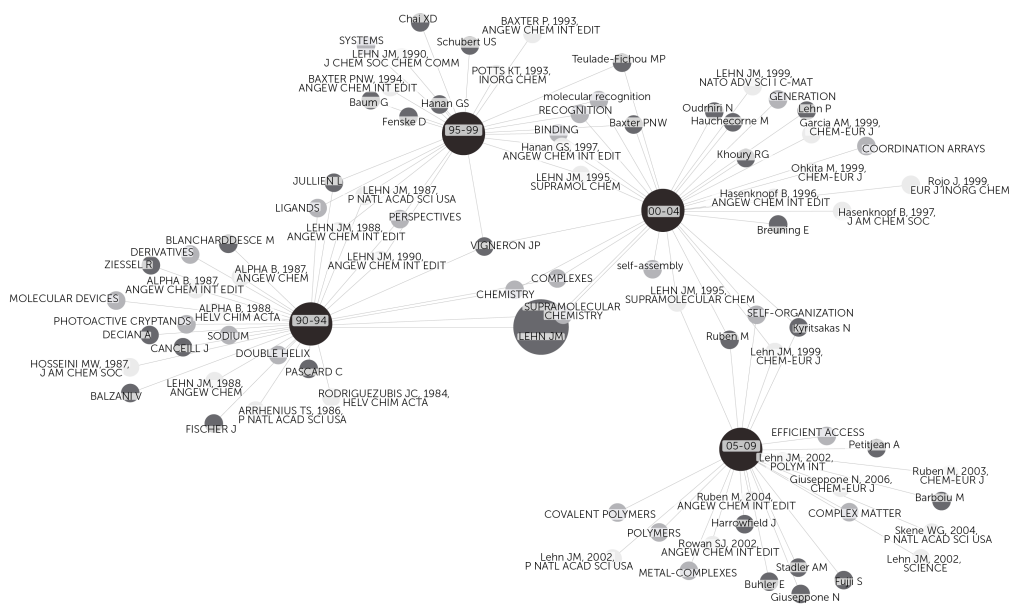 Chai XD
BAXTER P, 1993,
ANGEW CHEM INT EDIT
SYSTEMS
Schubert US
LEHN JM, 1990,
J CHEM SOC CHEM COMM
Teulade-Fichou MP
POTTS KT, 1993,
INORG CHEM
BAXTER PNW, 1994,
ANGEW CHEM INT EDIT
LEHN JM, 1999,
NATO ADV SCI I C-MAT
Baum G
Hanan GS
molecular recognition
GENERATION
RECOGNITION
Oudrhiri N
Lehn P
Fenske D
95-99
BINDING
Baxter PNW
Hauchecorne M
Garcia AM, 1999,
CHEM-EUR J
Hanan GS, 1997,
ANGEW CHEM INT EDIT
Khoury RG
COORDINATION ARRAYS
JULLIEN L
LEHN JM, 1995,
SUPRAMOL CHEM
Ohkita M, 1999,
CHEM-EUR J
LEHN JM, 1987,
P NATL ACAD SCI USA
Rojo J, 1999,
EUR J INORG CHEM
LIGANDS
PERSPECTIVES
00-04
Hasenknopf B, 1996,
ANGEW CHEM INT EDIT
Hasenknopf B, 1997,
J AM CHEM SOC
LEHN JM, 1988,
ANGEW CHEM INT EDIT
Breuning E
BLANCHARDDESCE M
VIGNERON JP
DERIVATIVES
LEHN JM, 1990,
ANGEW CHEM INT EDIT
ZIESSEL R
ALPHA B, 1987,
ANGEW CHEM
self-assembly
ALPHA B, 1987,
ANGEW CHEM INT EDIT
COMPLEXES
CHEMISTRY
LEHN JM, 1995,
SUPRAMOLECULAR CHEM
MOLECULAR DEVICES
ALPHA B, 1988,
HELV CHIM ACTA
SUPRAMOLECULAR
CHEMISTRY
SELF-ORGANIZATION
PHOTOACTIVE CRYPTANDS
90-94
Kyritsakas N
DECIAN A
SODIUM
LEHN JM
Ruben M
CANCEILL J
DOUBLE HELIX
Lehn JM, 1999,
CHEM-EUR J
HOSSEINI MW, 1987,
J AM CHEM SOC
PASCARD C
LEHN JM, 1988,
ANGEW CHEM
BALZANI V
RODRIGUEZUBIS JC, 1984,
HELV CHIM ACTA
ARRHENIUS TS, 1986,
P NATL ACAD SCI USA
FISCHER J
EFFICIENT ACCESS
05-09
Petitjean A
Lehn JM, 2002,
POLYM INT
Ruben M, 2003,
CHEM-EUR J
Giuseppone N, 2006,
CHEM-EUR J
Barboiu M
Ruben M, 2004,
ANGEW CHEM INT EDIT
COVALENT POLYMERS
COMPLEX MATTER
Harrowfield J
POLYMERS
Skene WG, 2004,
P NATL ACAD SCI USA
Rowan SJ, 2002,
ANGEW CHEM INT EDIT
Lehn JM, 2002,
P NATL ACAD SCI USA
Lehn JM, 2002,
SCIENCE
METAL-COMPLEXES
Stadler AM
Buhler E
Fujii S
Giuseppone N